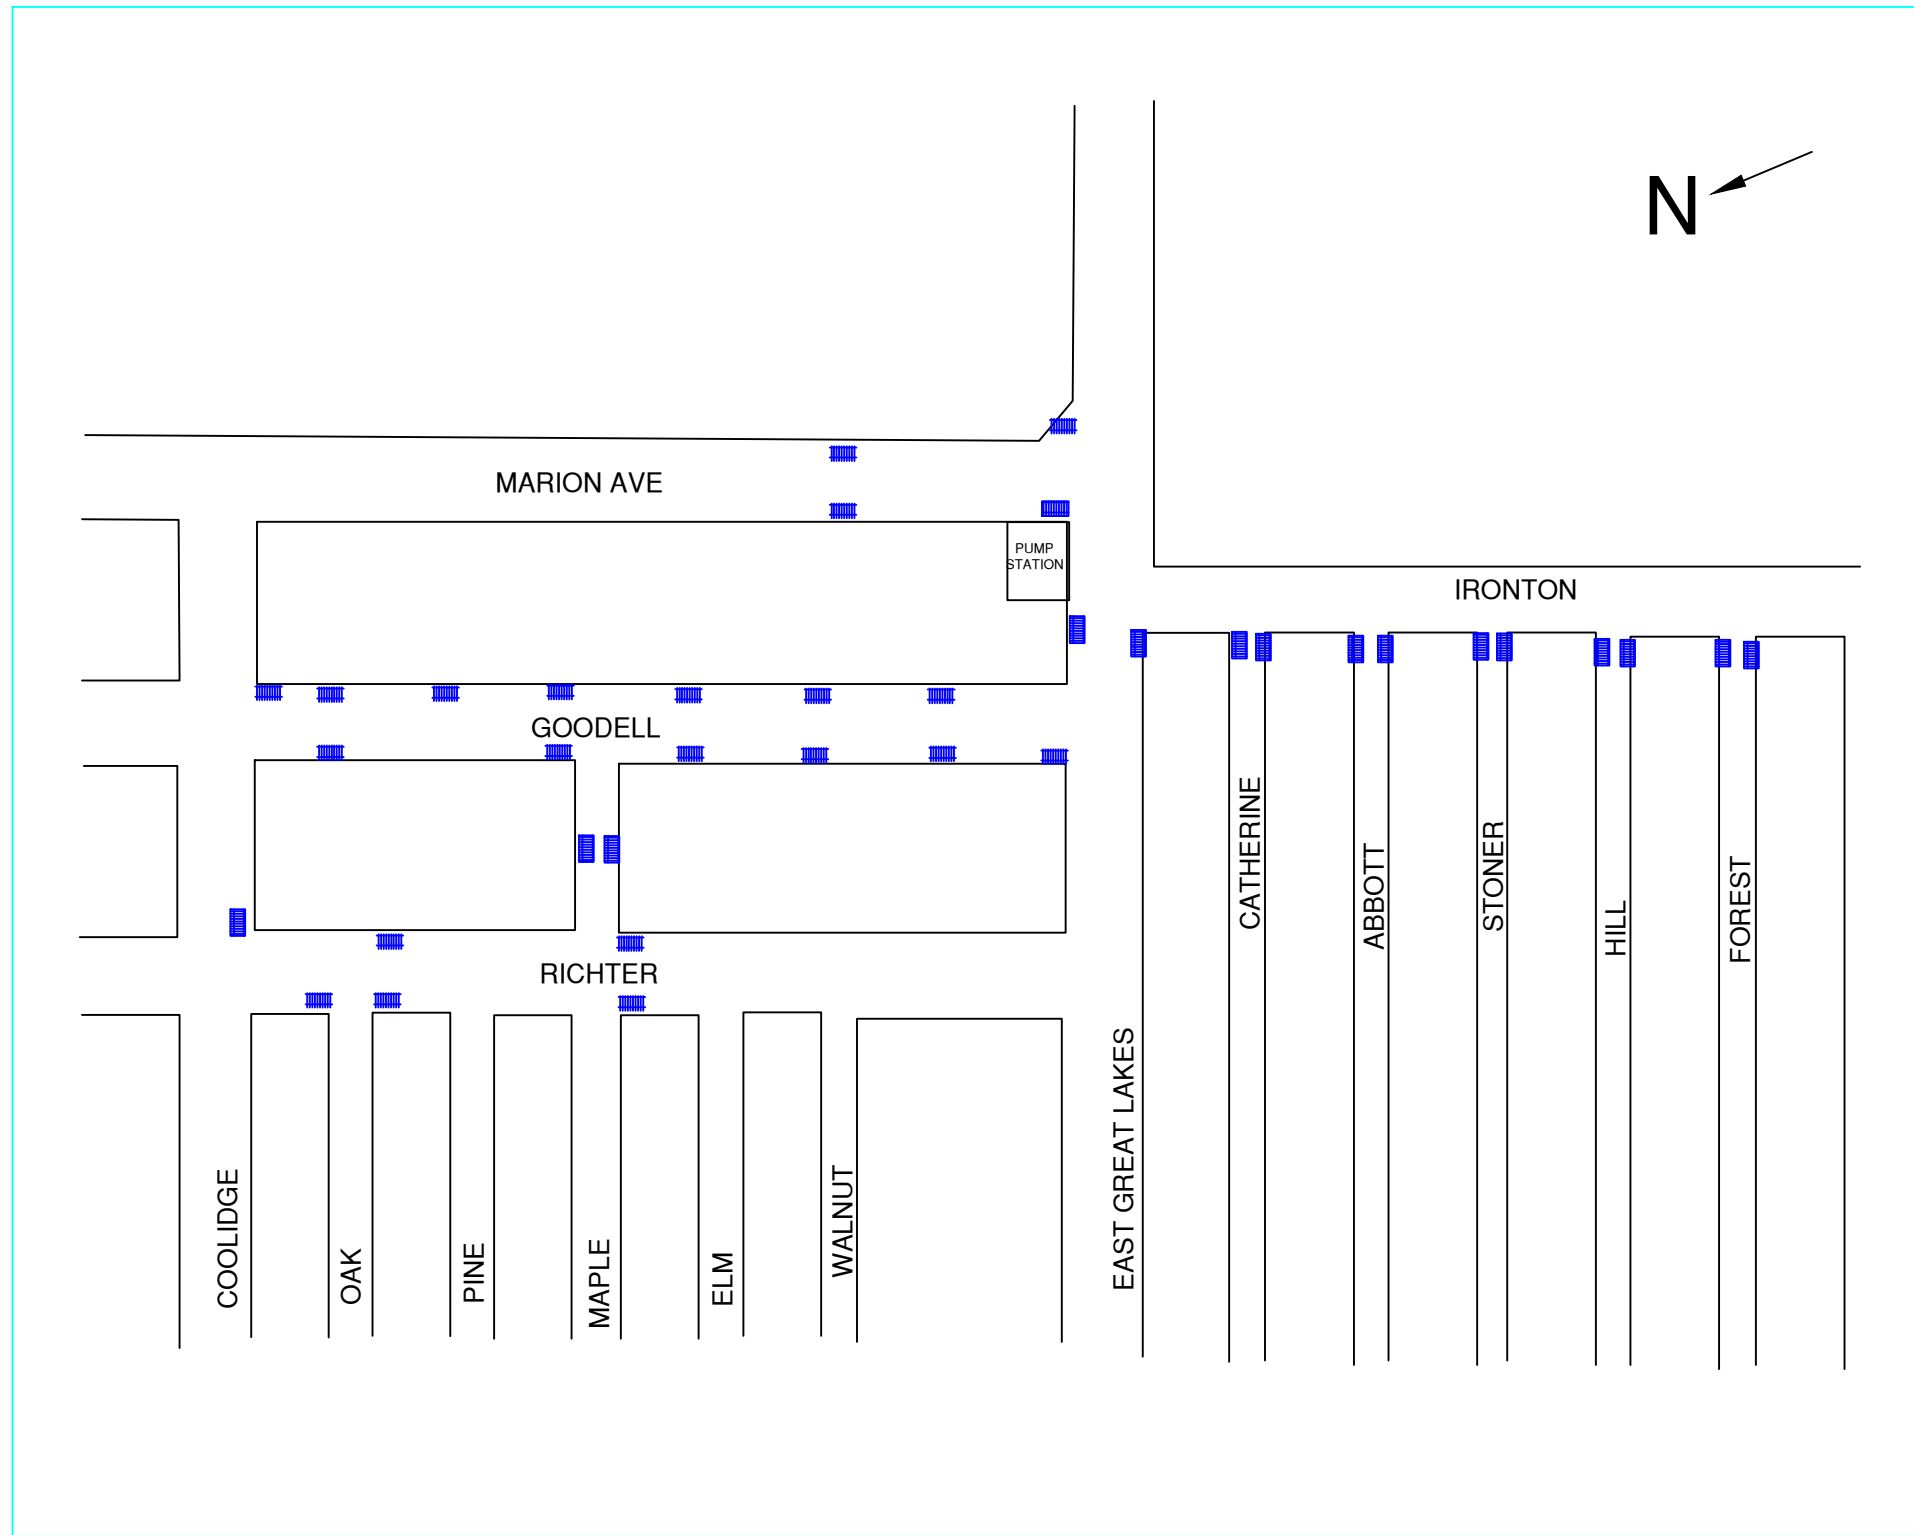 N
MARION AVE
PUMP
STATION
IRONTON
GOODELL
CATHERINE
ABBOTT
STONER
HILL
FOREST
RICHTER
EAST GREAT LAKES
COOLIDGE
OAK
PINE
MAPLE
ELM
WALNUT